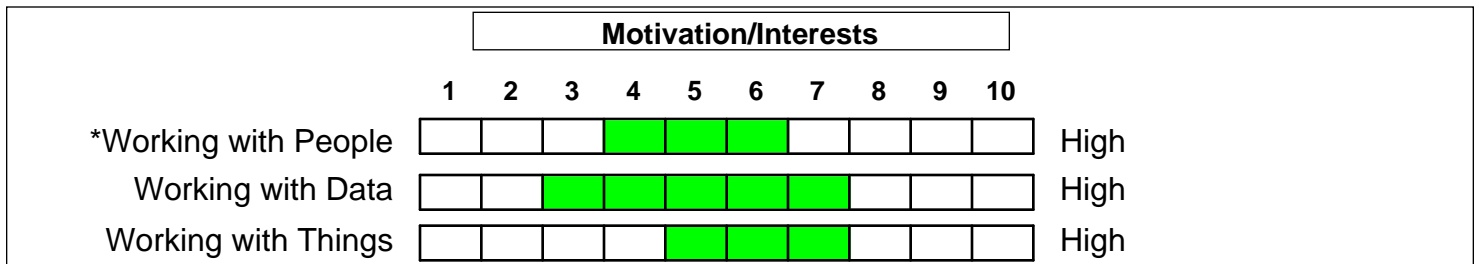 Motivation/Interests
1 2 3 4 5 6 7 8 9 10
*Working with People High
Working with Data High
Working with Things High